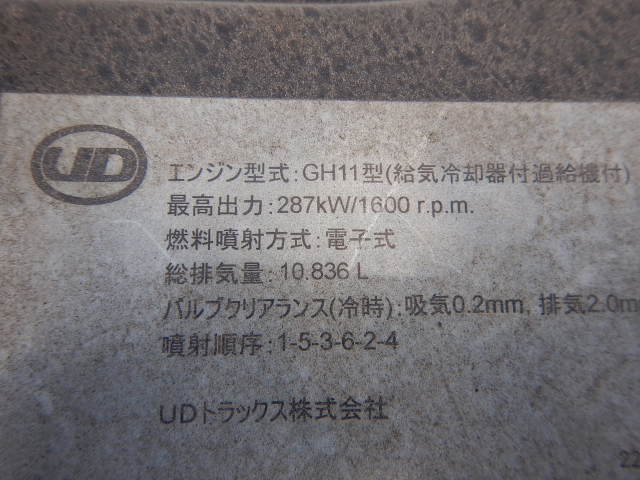 UD
エンジン型式:GH11型(給気冷却器付過給機付)
最高出力:287kW/1600 r.p.m.
燃料噴射方式:電子式
総排気量:10.836 L
バルブクリアランス(冷時):吸気0.2mm, 排気2.0m
噴射順序:1-5-3-6-2-4
UDトラックス株式会社
22